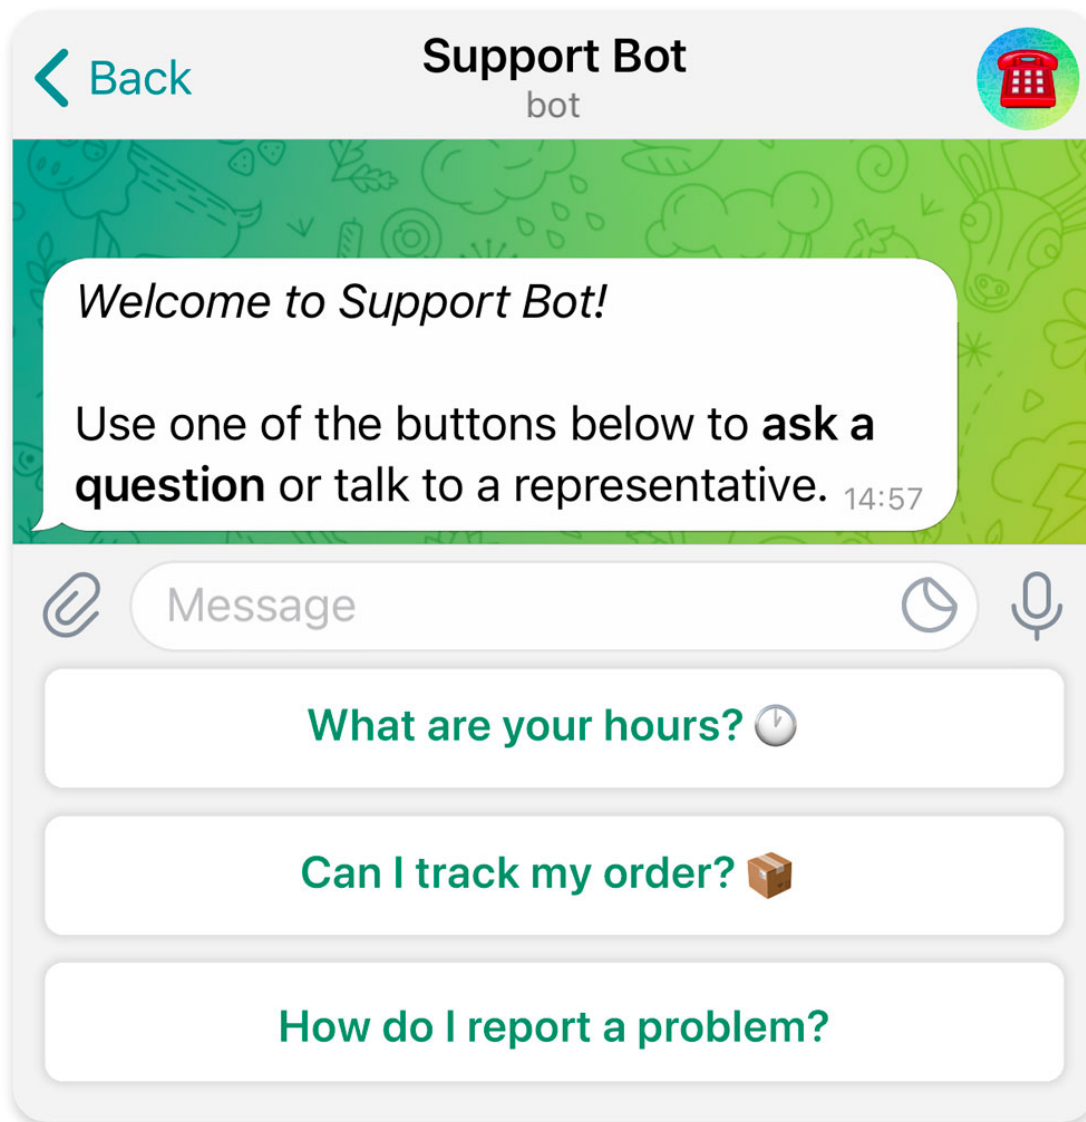 Back
Support Bot
bot
Welcome to Support Bot!
Use one of the buttons below to ask a
question or talk to a representative. 14:57
Message
What are your hours? 🕐
Can I track my order? 📦
How do I report a problem?